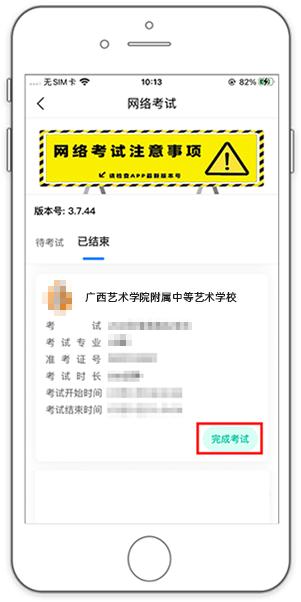 无SIM卡 10:13 82%
网络考试
网络考试注意事项
请检查APP最新版本号
版本号: 3.7.44
待考试 已结束
广西艺术学院附属中等艺术学校
考 试
考 试 专 业
准 考 证 号
考 试 时 长
考试开始时间
考试结束时间
完成考试